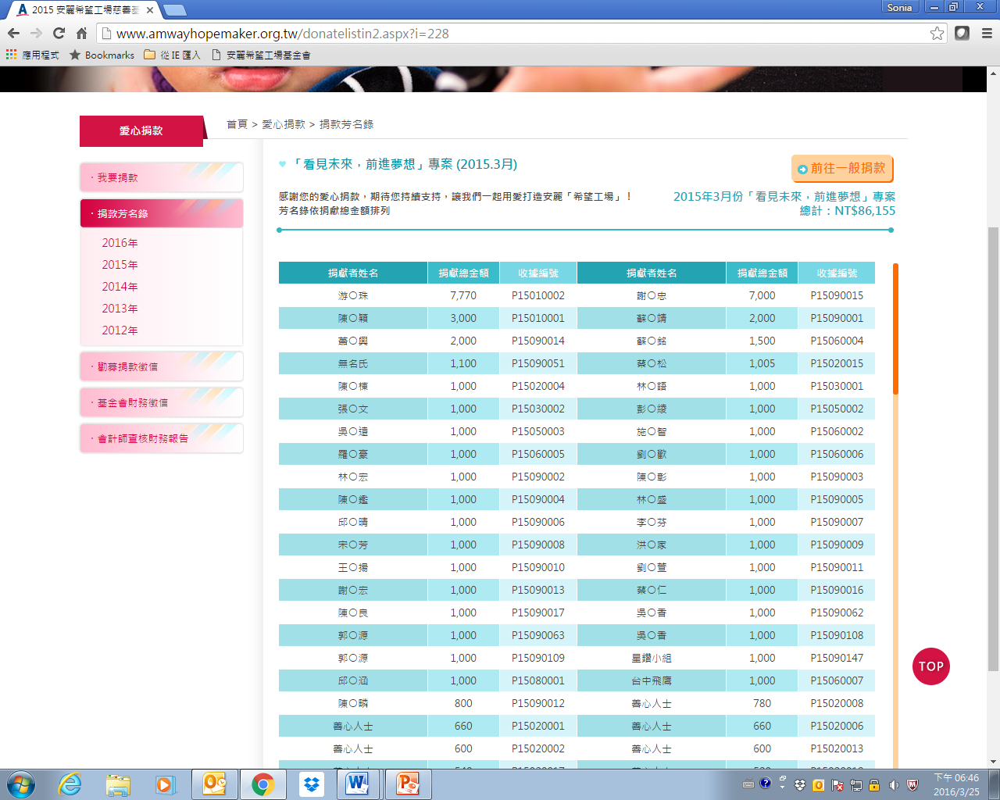 2015 安麗希望工場慈善基
Sonia
www.amwayhopemaker.org.tw/donatelistin2.aspx?i=228
應用程式 Bookmarks 從 IE 匯入 安麗希望工場基金會
愛心捐款
首頁 > 愛心捐款 > 捐款芳名錄
· 我要捐款
· 捐款芳名錄
2016年
2015年
2014年
2013年
2012年
· 勸募捐款徵信
· 基金會財務徵信
· 會計師查核財務報告
「看見未來，前進夢想」專案 (2015.3月)
前往一般捐款
感謝您的愛心捐款，期待您持續支持，讓我們一起用愛打造安麗「希望工場」！
芳名錄依捐獻總金額排列
2015年3月份「看見未來，前進夢想」專案
總計：NT$86,155
捐獻者姓名 捐獻總金額 收據編號 捐獻者姓名 捐獻總金額 收據編號
游○珠 7,770 P15010002 謝○忠 7,000 P15090015
陳○穎 3,000 P15010001 蘇○靖 2,000 P15090001
蕭○興 2,000 P15090014 蘇○銘 1,500 P15060004
無名氏 1,100 P15090051 蔡○松 1,005 P15020015
陳○棟 1,000 P15020004 林○語 1,000 P15030001
張○文 1,000 P15030002 彭○綾 1,000 P15050002
吳○遠 1,000 P15050003 施○智 1,000 P15060002
羅○豪 1,000 P15060005 劉○歡 1,000 P15060006
林○宏 1,000 P15090002 陳○彰 1,000 P15090003
陳○鑑 1,000 P15090004 林○盛 1,000 P15090005
邱○晴 1,000 P15090006 李○芬 1,000 P15090007
宋○芳 1,000 P15090008 洪○家 1,000 P15090009
王○揚 1,000 P15090010 劉○萱 1,000 P15090011
謝○宏 1,000 P15090013 蔡○仁 1,000 P15090016
陳○良 1,000 P15090017 吳○香 1,000 P15090062
郭○源 1,000 P15090063 吳○香 1,000 P15090108
郭○源 1,000 P15090109 星鑽小組 1,000 P15090147
邱○涵 1,000 P15080001 台中飛鷹 1,000 P15060007
陳○疄 800 P15090012 善心人士 780 P15020008
善心人士 660 P15020001 善心人士 660 P15020006
善心人士 600 P15020002 善心人士 600 P15020013
TOP
下午 06:46
2016/3/25